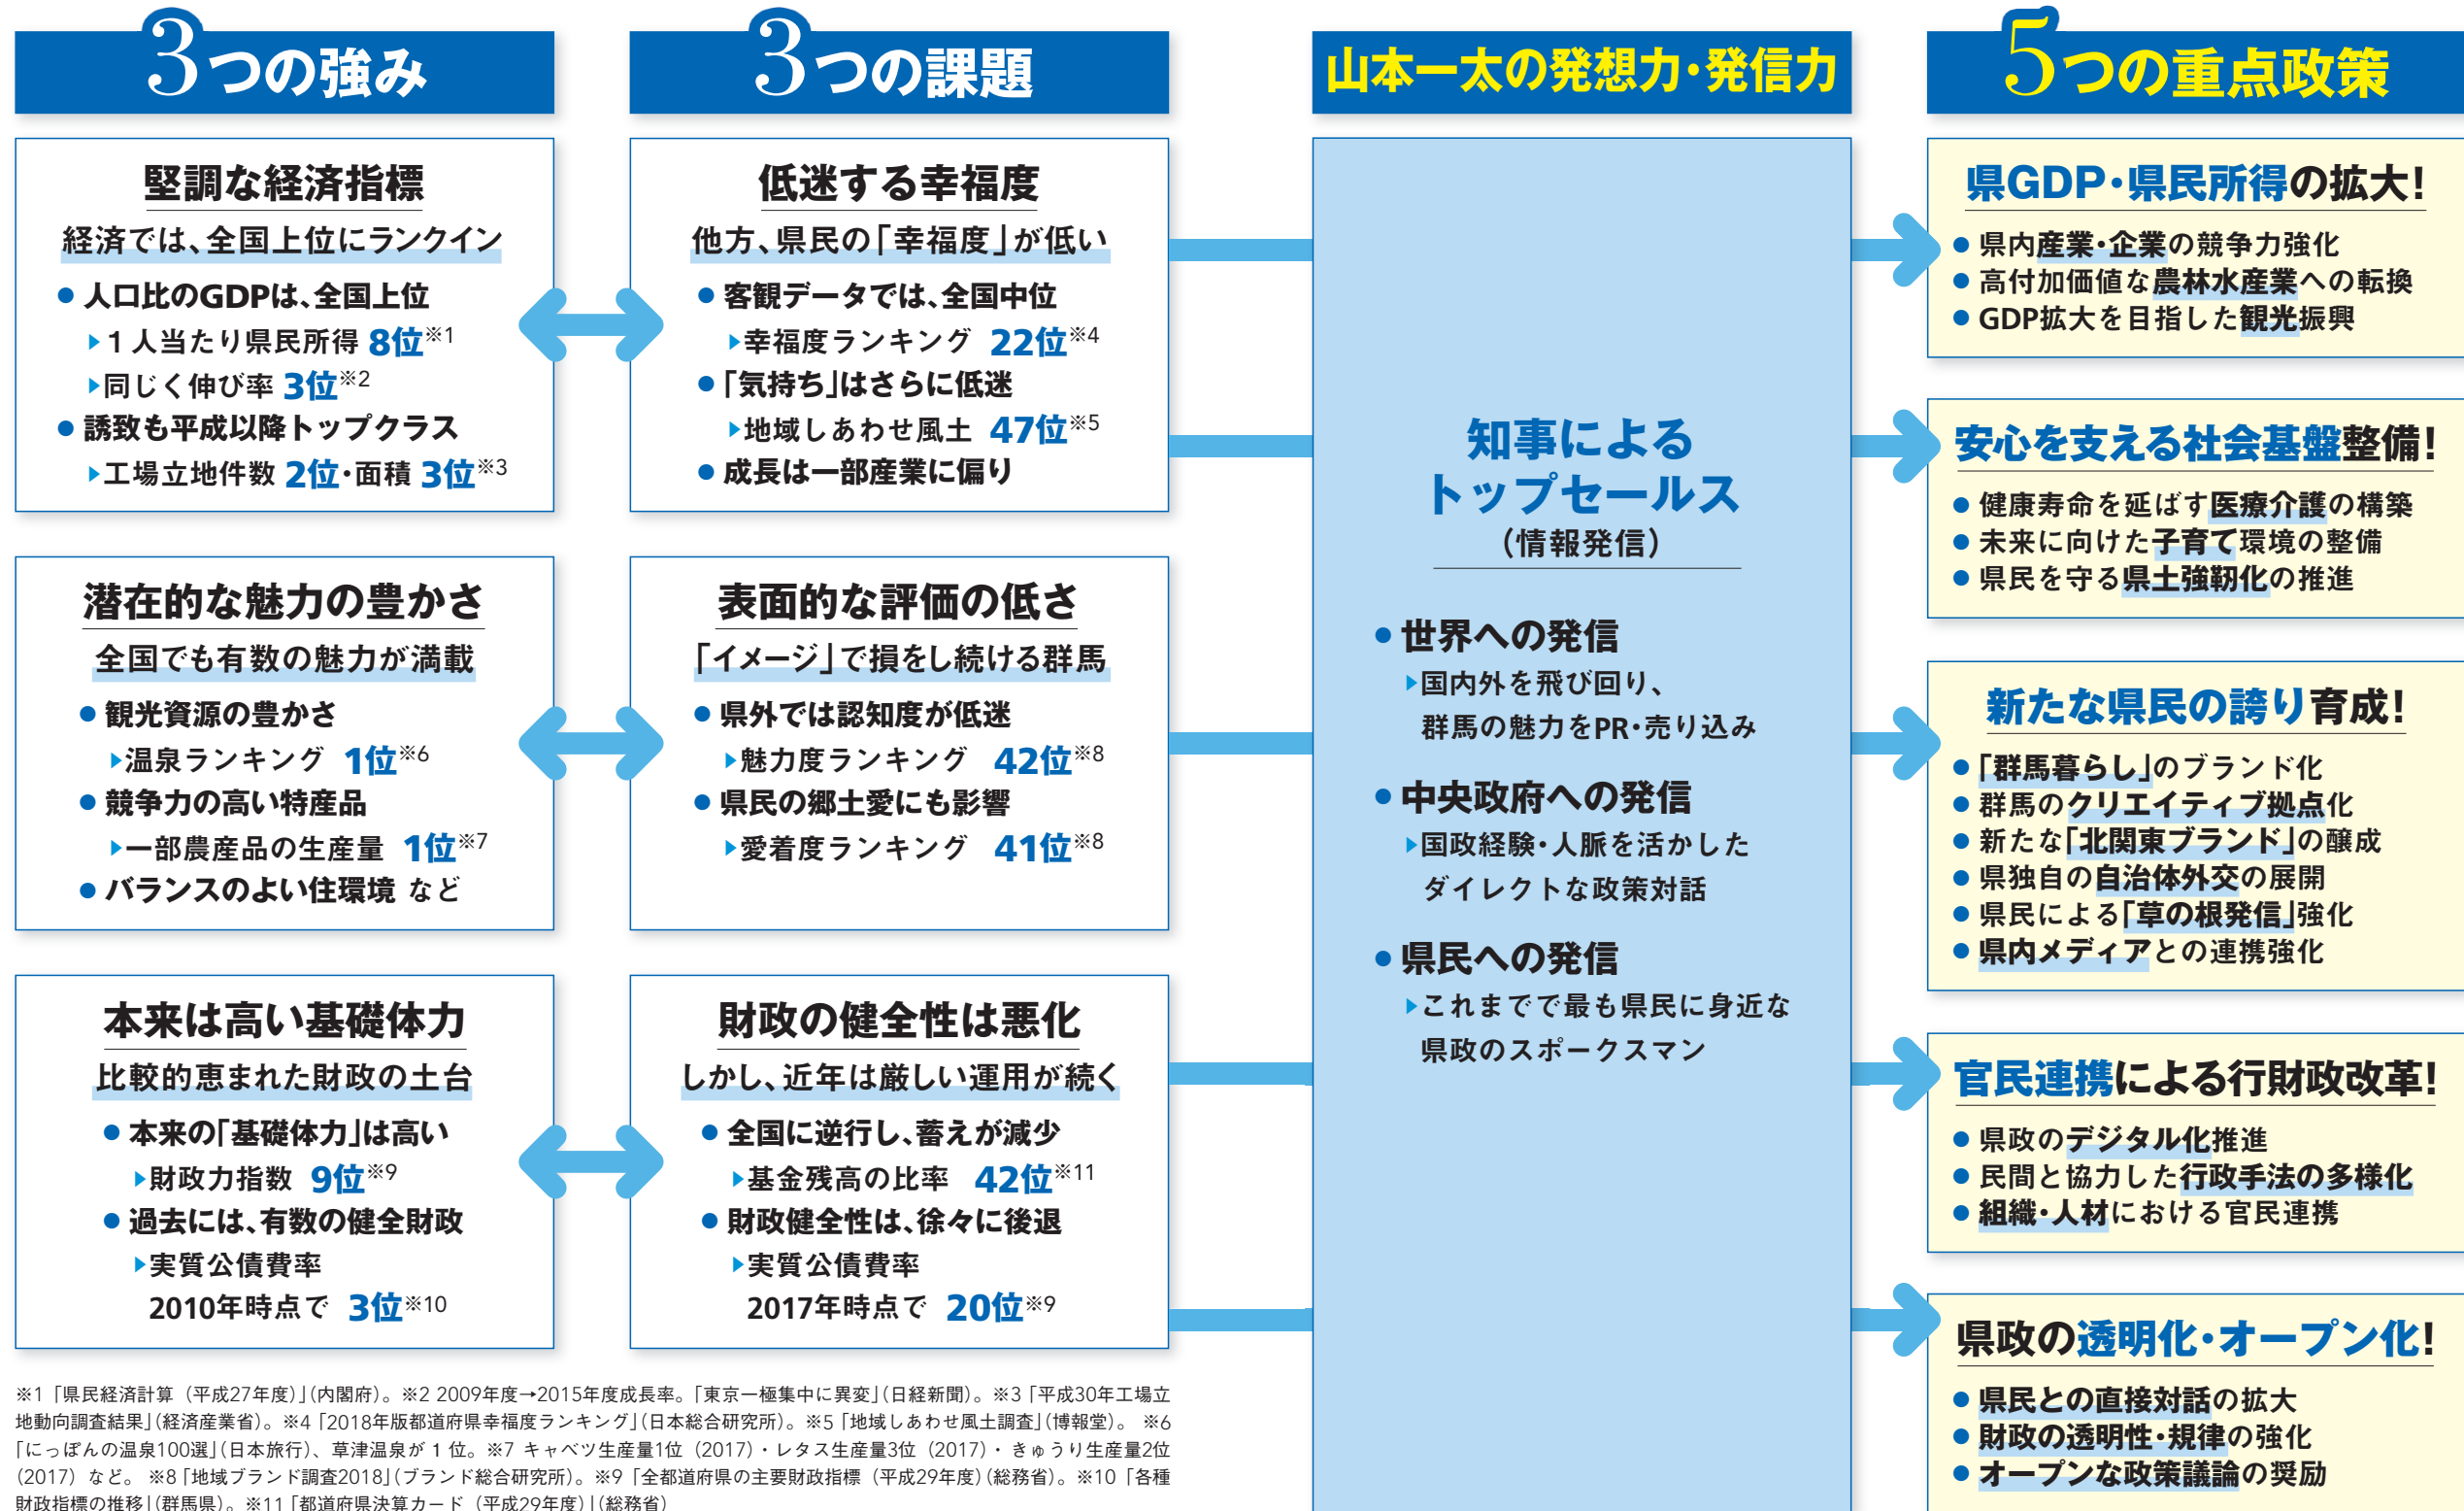 3つの強み
堅調な経済指標
経済では、全国上位にランクイン
● 人口比のGDPは、全国上位
▶1人当たり県民所得 8位※1
▶同じく伸び率 3位※2
● 誘致も平成以降トップクラス
▶工場立地件数 2位・面積 3位※3
潜在的な魅力の豊かさ
全国でも有数の魅力が満載
● 観光資源の豊かさ
▶温泉ランキング 1位※6
● 競争力の高い特産品
▶一部農産品の生産量 1位※7
● バランスのよい住環境 など
本来は高い基礎体力
比較的恵まれた財政の土台
● 本来の「基礎体力」は高い
▶財政力指数 9位※9
● 過去には、有数の健全財政
▶実質公債費率
2010年時点で 3位※10
3つの課題
低迷する幸福度
他方、県民の「幸福度」が低い
● 客観データでは、全国中位
▶幸福度ランキング 22位※4
● 「気持ち」はさらに低迷
▶地域しあわせ風土 47位※5
● 成長は一部産業に偏り
表面的な評価の低さ
「イメージ」で損をし続ける群馬
● 県外では認知度が低迷
▶魅力度ランキング 42位※8
● 県民の郷土愛にも影響
▶愛着度ランキング 41位※8
財政の健全性は悪化
しかし、近年は厳しい運用が続く
● 全国に逆行し、蓄えが減少
▶基金残高の比率 42位※11
● 財政健全性は、徐々に後退
▶実質公債費率
2017年時点で 20位※9
山本一太の発想力・発信力
知事による
トップセールス
(情報発信)
● 世界への発信
▶国内外を飛び回り、
群馬の魅力をPR・売り込み
● 中央政府への発信
▶国政経験・人脈を活かした
ダイレクトな政策対話
● 県民への発信
▶これまでで最も県民に身近な
県政のスポークスマン
5つの重点政策
県GDP・県民所得の拡大!
● 県内産業・企業の競争力強化
● 高付加価値な農林水産業への転換
● GDP拡大を目指した観光振興
安心を支える社会基盤整備!
● 健康寿命を延ばす医療介護の構築
● 未来に向けた子育て環境の整備
● 県民を守る県土強靭化の推進
新たな県民の誇り育成!
● 「群馬暮らし」のブランド化
● 群馬のクリエイティブ拠点化
● 新たな「北関東ブランド」の醸成
● 県独自の自治体外交の展開
● 県民による「草の根発信」強化
● 県内メディアとの連携強化
官民連携による行財政改革!
● 県政のデジタル化推進
● 民間と協力した行政手法の多様化
● 組織・人材における官民連携
県政の透明化・オープン化!
● 県民との直接対話の拡大
● 財政の透明性・規律の強化
● オープンな政策議論の奨励
※1「県民経済計算(平成27年度)」(内閣府)。※2 2009年度→2015年度成長率。「東京一極集中に異変」(日経新聞)。※3「平成30年工場立
地動向調査結果」(経済産業省)。※4「2018年版都道府県幸福度ランキング」(日本総合研究所)。※5「地域しあわせ風土調査」(博報堂)。 ※6
「にっぽんの温泉100選」(日本旅行)、草津温泉が1位。※7 キャベツ生産量1位(2017)・レタス生産量3位(2017)・きゅうり生産量2位
(2017)など。 ※8「地域ブランド調査2018」(ブランド総合研究所)。※9「全都道府県の主要財政指標(平成29年度)(総務省)。※10「各種
財政指標の推移」(群馬県)。※11「都道府県決算カード(平成29年度)」(総務省)